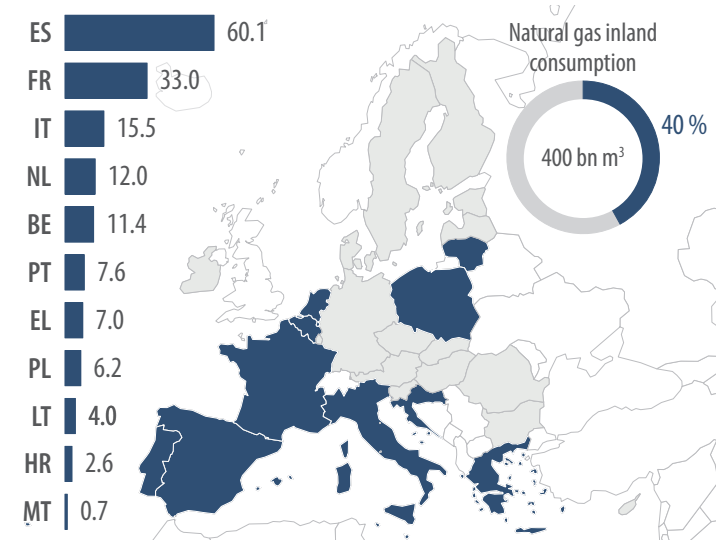 ES 60.1
FR 33.0
IT 15.5
NL 12.0
BE 11.4
PT 7.6
EL 7.0
PL 6.2
LT 4.0
HR 2.6
MT 0.7
Natural gas inland
consumption
40 %
400 bn m³